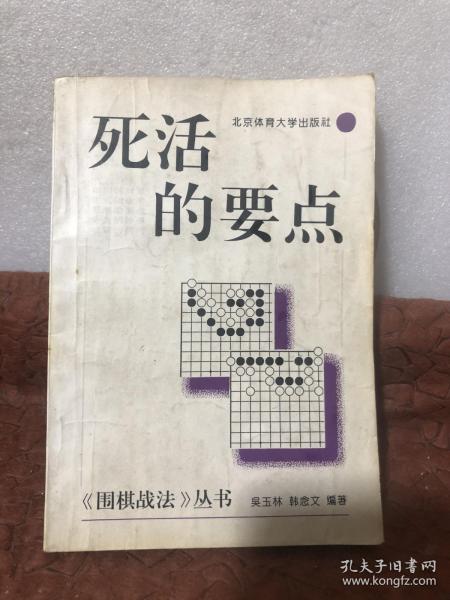 北京体育大学出版社
死活
的要点
《围棋战法》丛书
吴玉林 韩念文 编著
孔夫子旧书网
www.kongfz.com